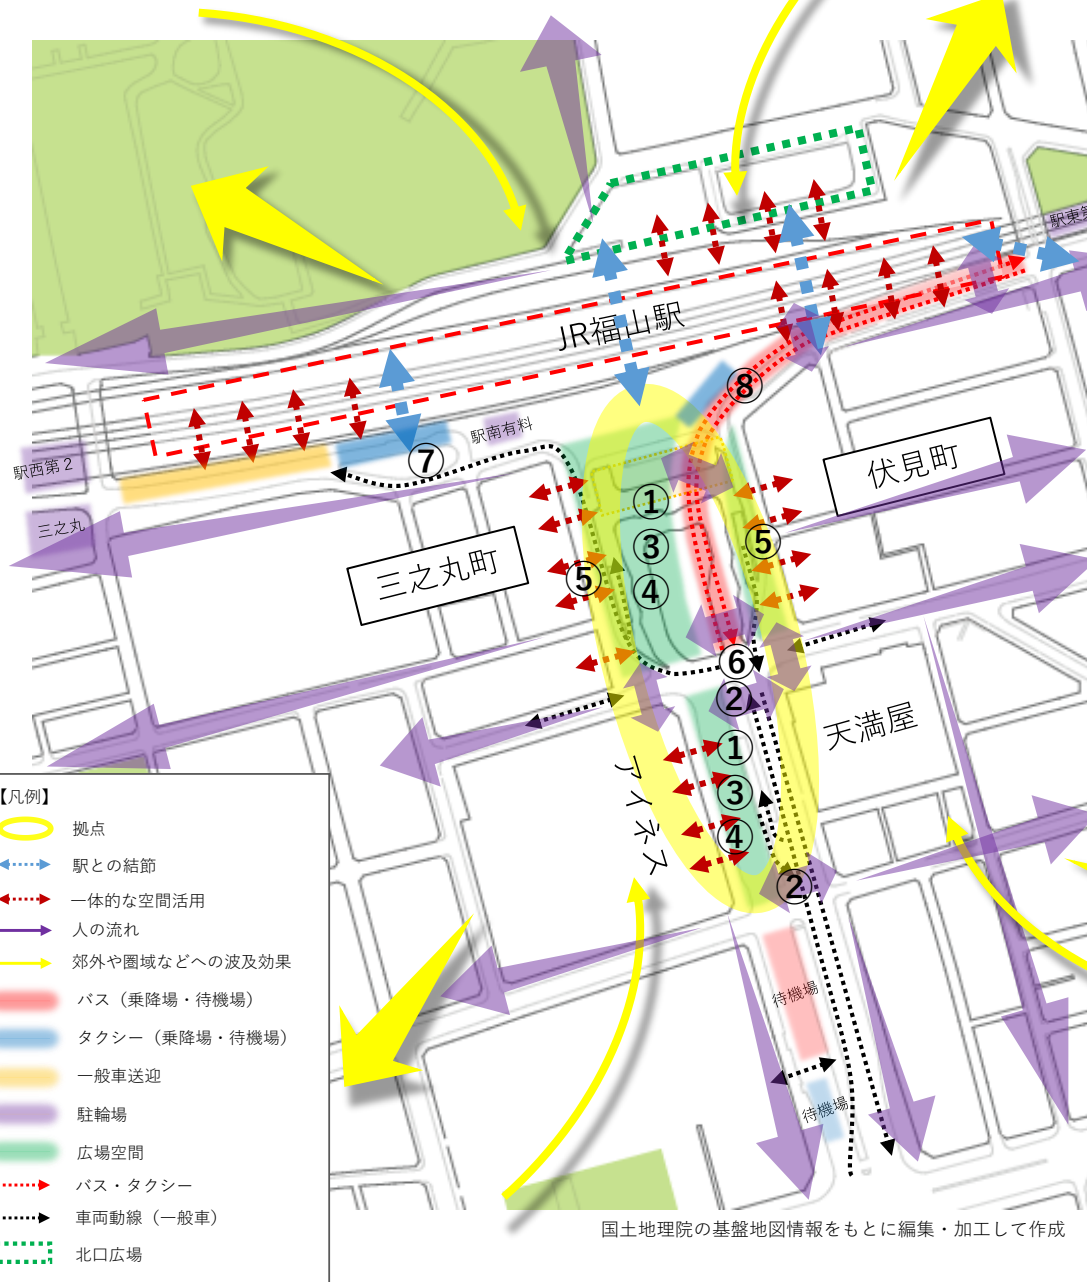 駅東第
JR福山駅
⑧
駅南有料
⑦
駅西第２
伏見町
①
三之丸
③
⑤
三之丸町
⑤
④
⑥
②
天満屋
①
アイネス
③
④
②
待機場
待機場
【凡例】
拠点
駅との結節
一体的な空間活用
人の流れ
郊外や圏域などへの波及効果
バス（乗降場・待機場）
タクシー（乗降場・待機場）
一般車送迎
駐輪場
広場空間
バス・タクシー
車両動線（一般車）
北口広場
国土地理院の基盤地図情報をもとに編集・加工して作成